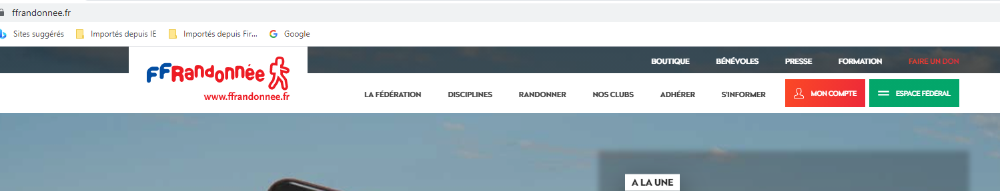 ffrandonnee.fr
Sites suggérés Importés depuis IE Importés depuis Fir... Google
BOUTIQUE BÉNÉVOLES PRESSE FORMATION FAIRE UN DON
FFRandonnée
www.ffrandonnee.fr
LA FÉDÉRATION DISCIPLINES RANDONNER NOS CLUBS ADHÉRER S'INFORMER MON COMPTE ESPACE FÉDÉRAL
A LA UNE